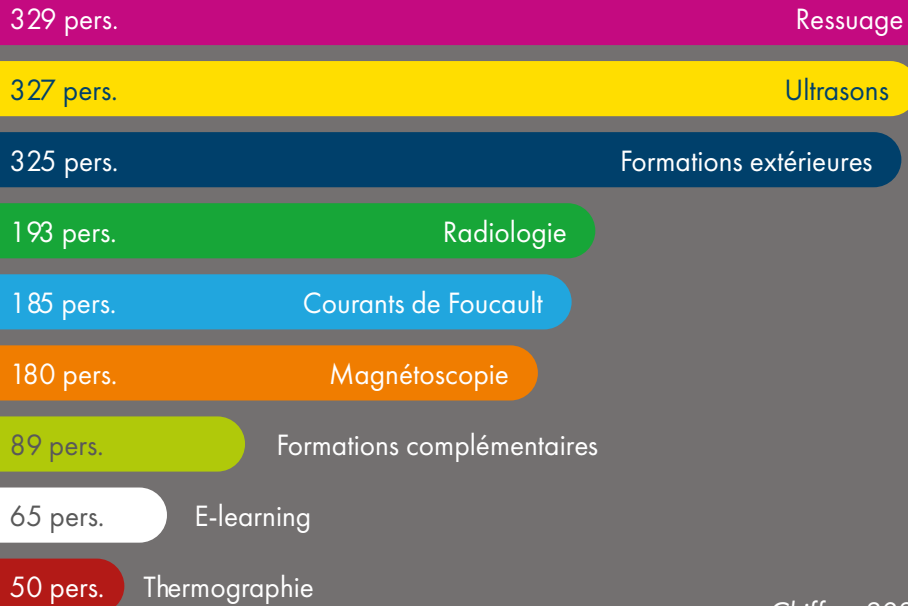 329 pers. Ressuage
327 pers. Ultrasons
325 pers. Formations extérieures
193 pers. Radiologie
185 pers. Courants de Foucault
180 pers. Magnétoscopie
89 pers. Formations complémentaires
65 pers. E-learning
50 pers. Thermographie